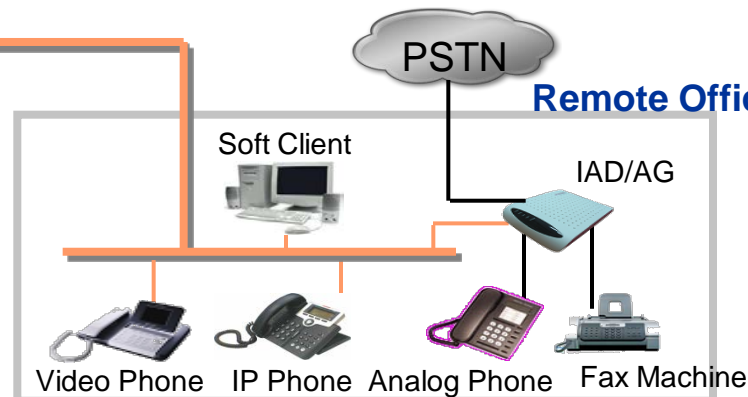 PSTN
Remote Offic
Soft Client
IAD/AG
Video Phone IP Phone Analog Phone Fax Machine